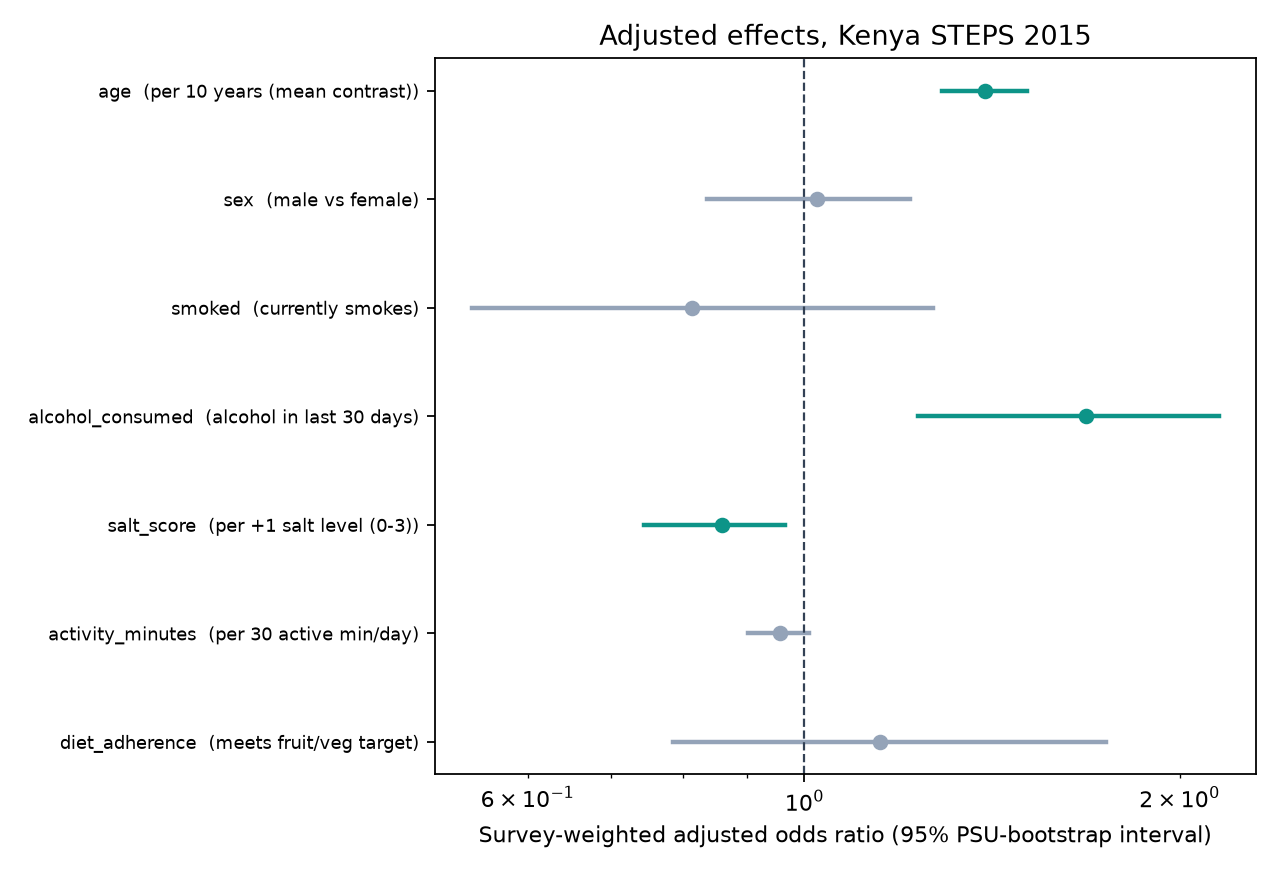 Adjusted effects, Kenya STEPS 2015
age  (per 10 years (mean contrast))
sex  (male vs female)
smoked  (currently smokes)
alcohol_consumed  (alcohol in last 30 days)
salt_score  (per +1 salt level (0-3))
activity_minutes  (per 30 active min/day)
diet_adherence  (meets fruit/veg target)
6 × 10⁻¹ 10⁰ 2 × 10⁰
Survey-weighted adjusted odds ratio (95% PSU-bootstrap interval)